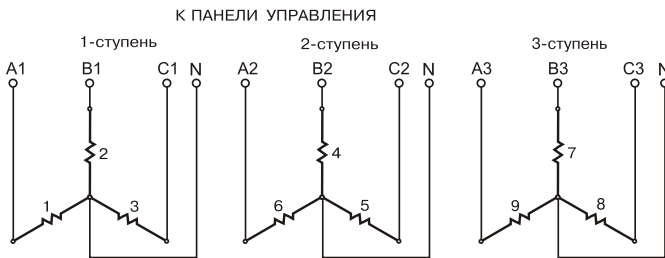 К ПАНЕЛИ УПРАВЛЕНИЯ
1-ступень 2-ступень 3-ступень
A1 B1 C1 N A2 B2 C2 N A3 B3 C3 N
2 4 7
1 3 6 5 9 8